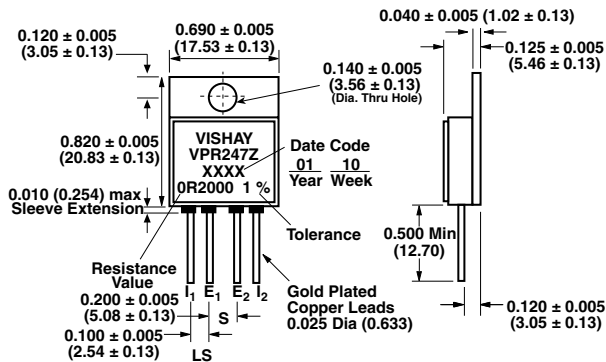 0.120 ± 0.005
(3.05 ± 0.13)
0.690 ± 0.005
(17.53 ± 0.13)
0.040 ± 0.005 (1.02 ± 0.13)
0.125 ± 0.005
(5.46 ± 0.13)
0.140 ± 0.005
(3.56 ± 0.13)
(Dia. Thru Hole)
0.820 ± 0.005
(20.83 ± 0.13)
VISHAY
VPR247Z
XXXX
0R2000 1 %
Date Code
01 10
Year Week
0.010 (0.254) max
Sleeve Extension
Tolerance
0.500 Min
(12.70)
Resistance
Value
I1 E1 E2 I2
Gold Plated
Copper Leads
0.025 Dia (0.633)
0.200 ± 0.005
(5.08 ± 0.13)
S
0.100 ± 0.005
(2.54 ± 0.13)
LS
0.120 ± 0.005
(3.05 ± 0.13)